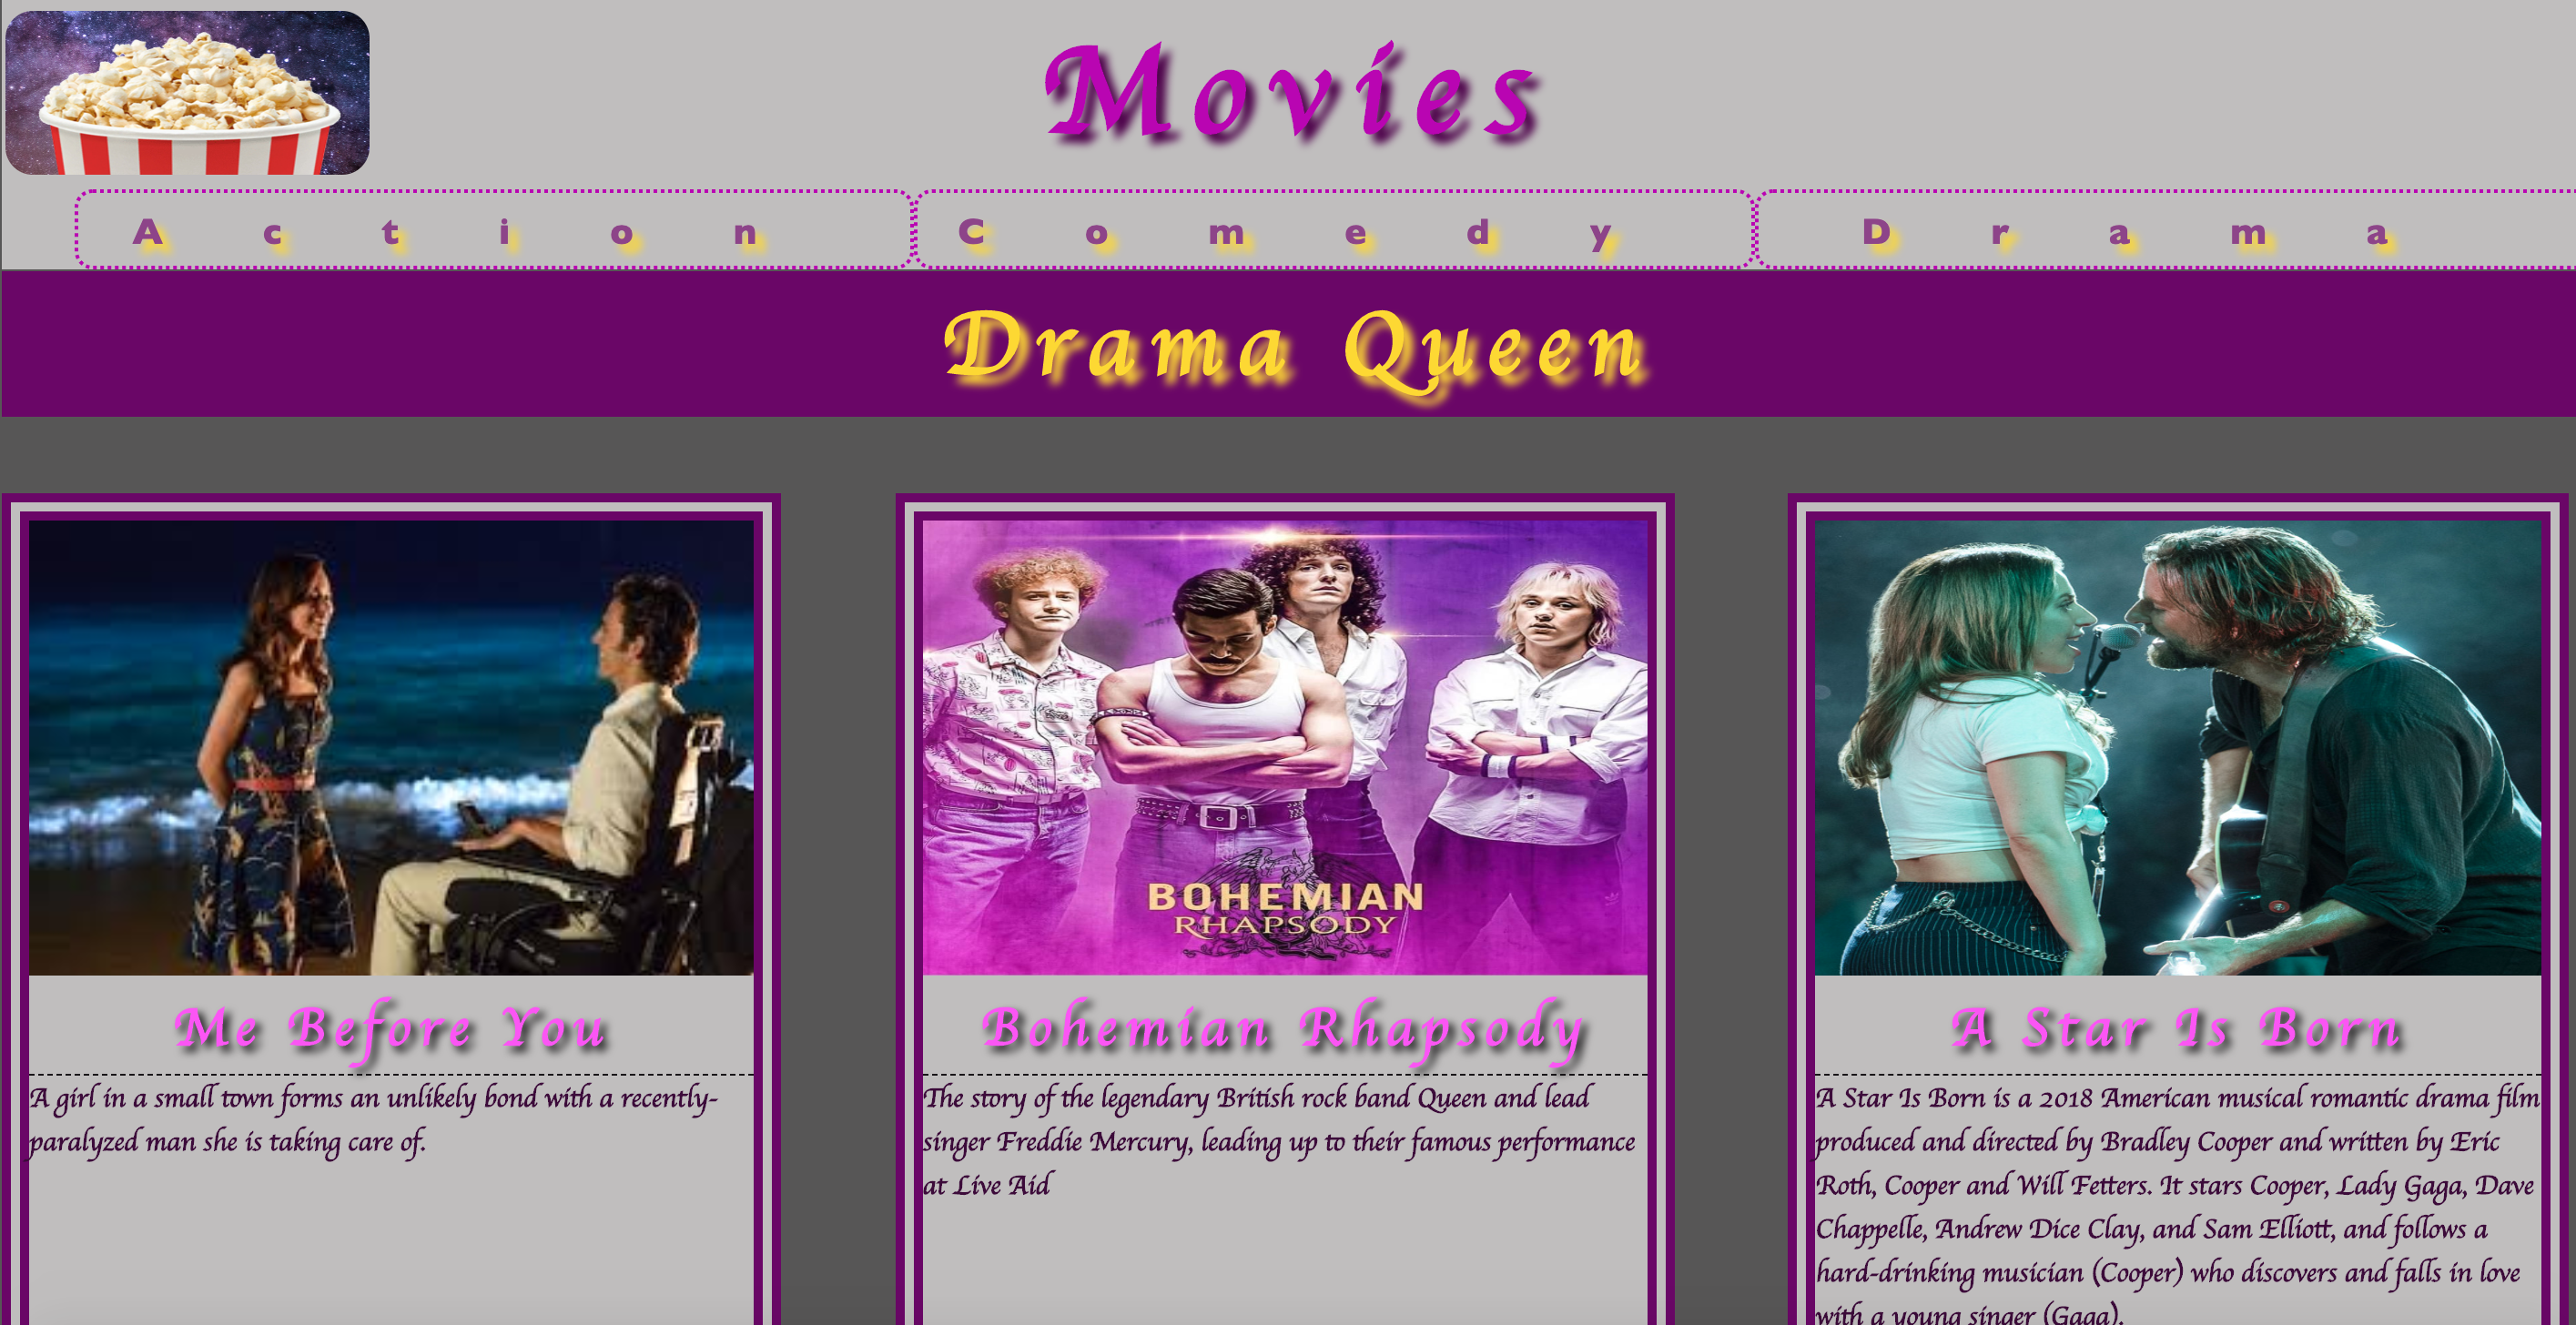 Movies
Action Comedy Drama
Drama Queen
BOHEMIAN
RHAPSODY
Me Before You
A girl in a small town forms an unlikely bond with a recently-
paralyzed man she is taking care of.
Bohemian Rhapsody
The story of the legendary British rock band Queen and lead
singer Freddie Mercury, leading up to their famous performance
at Live Aid
A Star Is Born
A Star Is Born is a 2018 American musical romantic drama film
produced and directed by Bradley Cooper and written by Eric
Roth, Cooper and Will Fetters. It stars Cooper, Lady Gaga, Dave
Chappelle, Andrew Dice Clay, and Sam Elliott, and follows a
hard-drinking musician (Cooper) who discovers and falls in love
with a young singer (Gaga).